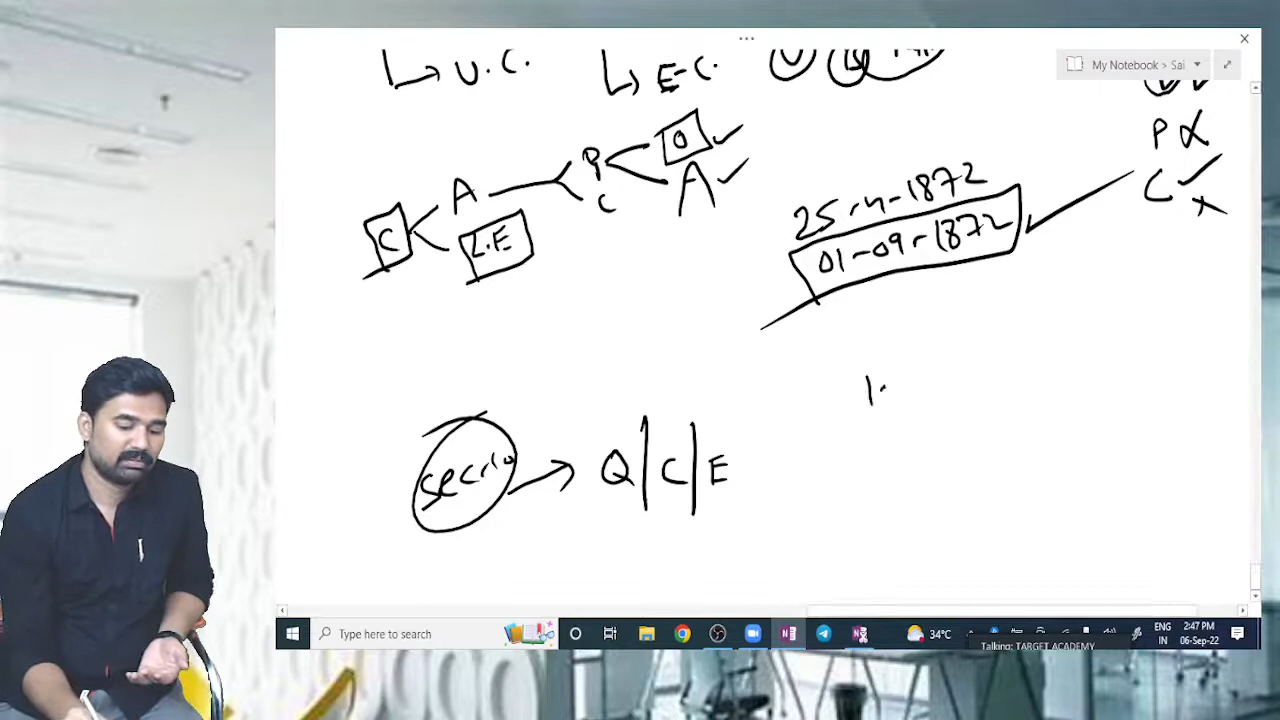 My Notebook > Sai
U.C.
E-C.
P
P
O
C
A
A
C
C
L.E
25-4-1872
01-09-1872
Q|C|E
Type here to search
34°C
ENG
IN
2:47 PM
06-Sep-22
Talking: TARGET ACADEMY